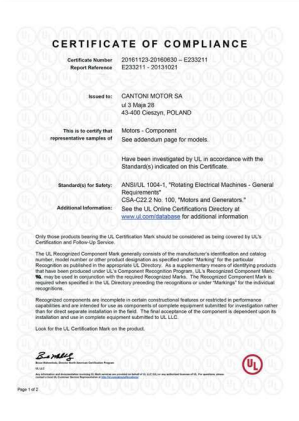 CERTIFICATE OF COMPLIANCE
Certificate Number 20161123-20160630 – E233211
Report Reference E233211 - 20131021
Issued to: CANTONI MOTOR SA
ul 3 Maja 28
43-400 Cieszyn, POLAND
This is to certify that Motors - Component
representative samples of See addendum page for models.
Have been investigated by UL in accordance with the
Standard(s) indicated on this Certificate.
Standard(s) for Safety: ANSI/UL 1004-1, "Rotating Electrical Machines - General
Requirements"
CSA-C22.2 No. 100, "Motors and Generators."
Additional Information: See the UL Online Certifications Directory at
www.ul.com/database for additional information
Only those products bearing the UL Certification Mark should be considered as being covered by UL's
Certification and Follow-Up Service.
The UL Recognized Component Mark generally consists of the manufacturer's identification and catalog
number, model number or other product designation as specified under "Marking" for the particular
Recognition as published in the appropriate UL Directory. As a supplementary means of identifying products
that have been produced under UL's Component Recognition Program, UL's Recognized Component Mark:
may be used in conjunction with the required Recognized Marks. The Recognized Component Mark is
required when specified in the UL Directory preceding the recognitions or under "Markings" for the individual
recognitions.
Recognized components are incomplete in certain constructional features or restricted in performance
capabilities and are intended for use as components of complete equipment submitted for investigation rather
than for direct separate installation in the field. The final acceptance of the component is dependent upon its
installation and use in complete equipment submitted to UL LLC.
Look for the UL Certification Mark on the product.
UL LLC
UL
Page 1 of 2